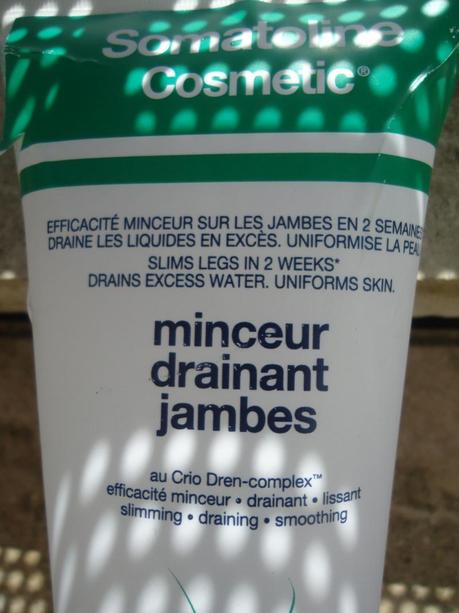 Somatoline
Cosmetic®
EFFICACITÉ MINCEUR SUR LES JAMBES EN 2 SEMAINES
DRAINE LES LIQUIDES EN EXCÈS. UNIFORMISE LA PEAU
SLIMS LEGS IN 2 WEEKS*
DRAINS EXCESS WATER. UNIFORMS SKIN.
minceur
drainant
jambes
au Crio Dren-complex™
efficacité minceur • drainant • lissant
slimming • draining • smoothing